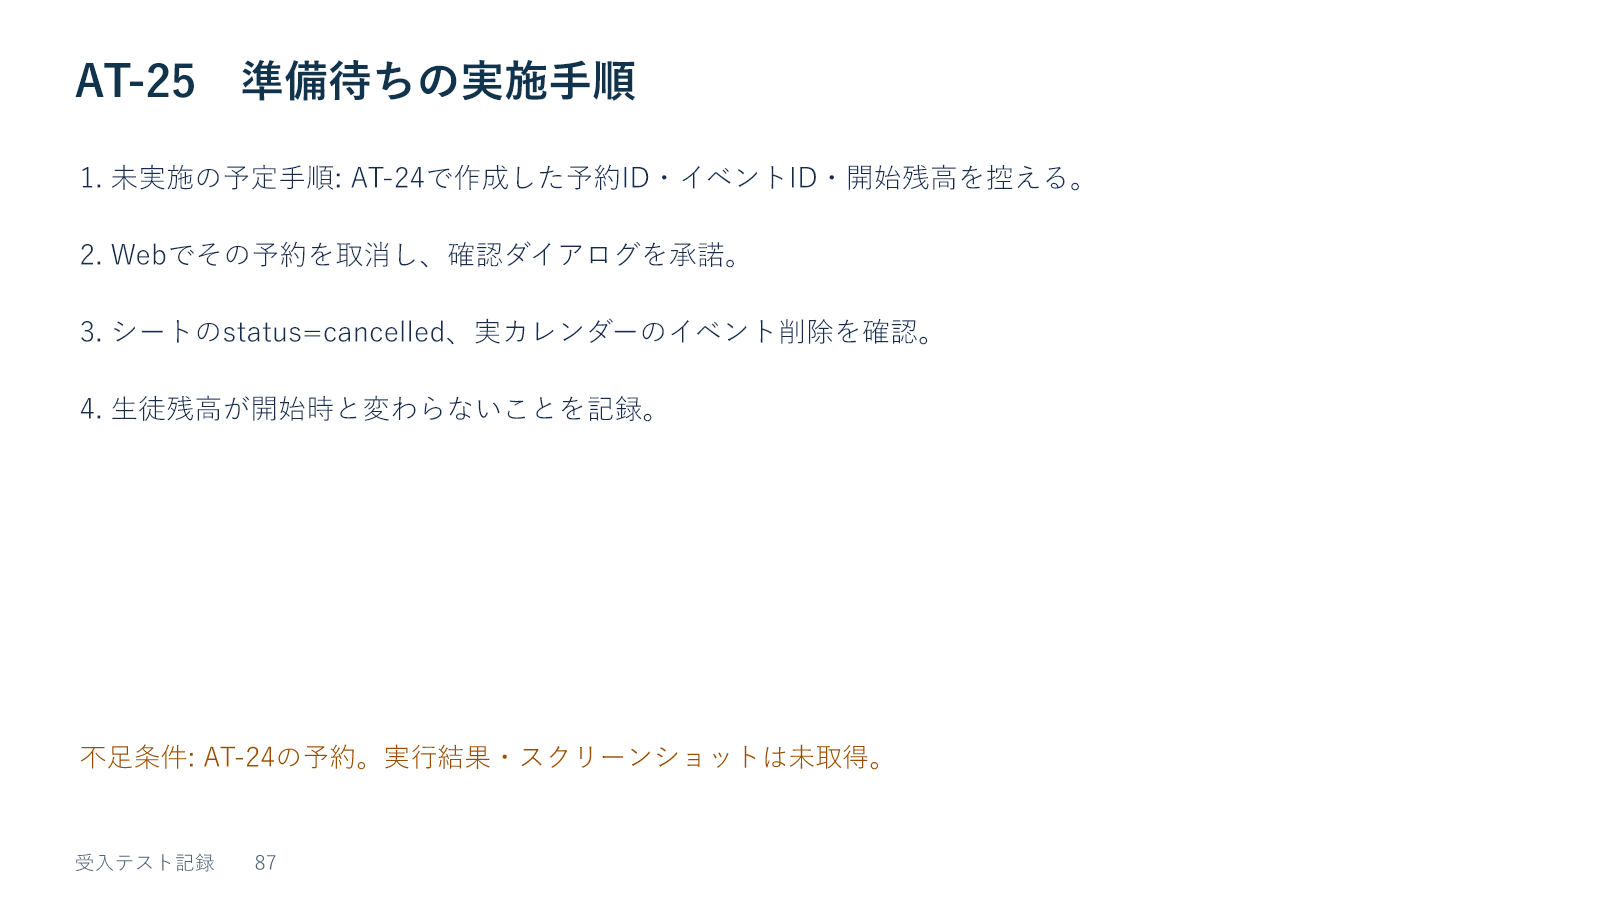 AT-25　準備待ちの実施手順
1. 未実施の予定手順: AT-24で作成した予約ID・イベントID・開始残高を控える。
2. Webでその予約を取消し、確認ダイアログを承諾。
3. シートのstatus=cancelled、実カレンダーのイベント削除を確認。
4. 生徒残高が開始時と変わらないことを記録。
不足条件: AT-24の予約。実行結果・スクリーンショットは未取得。
受入テスト記録　　87